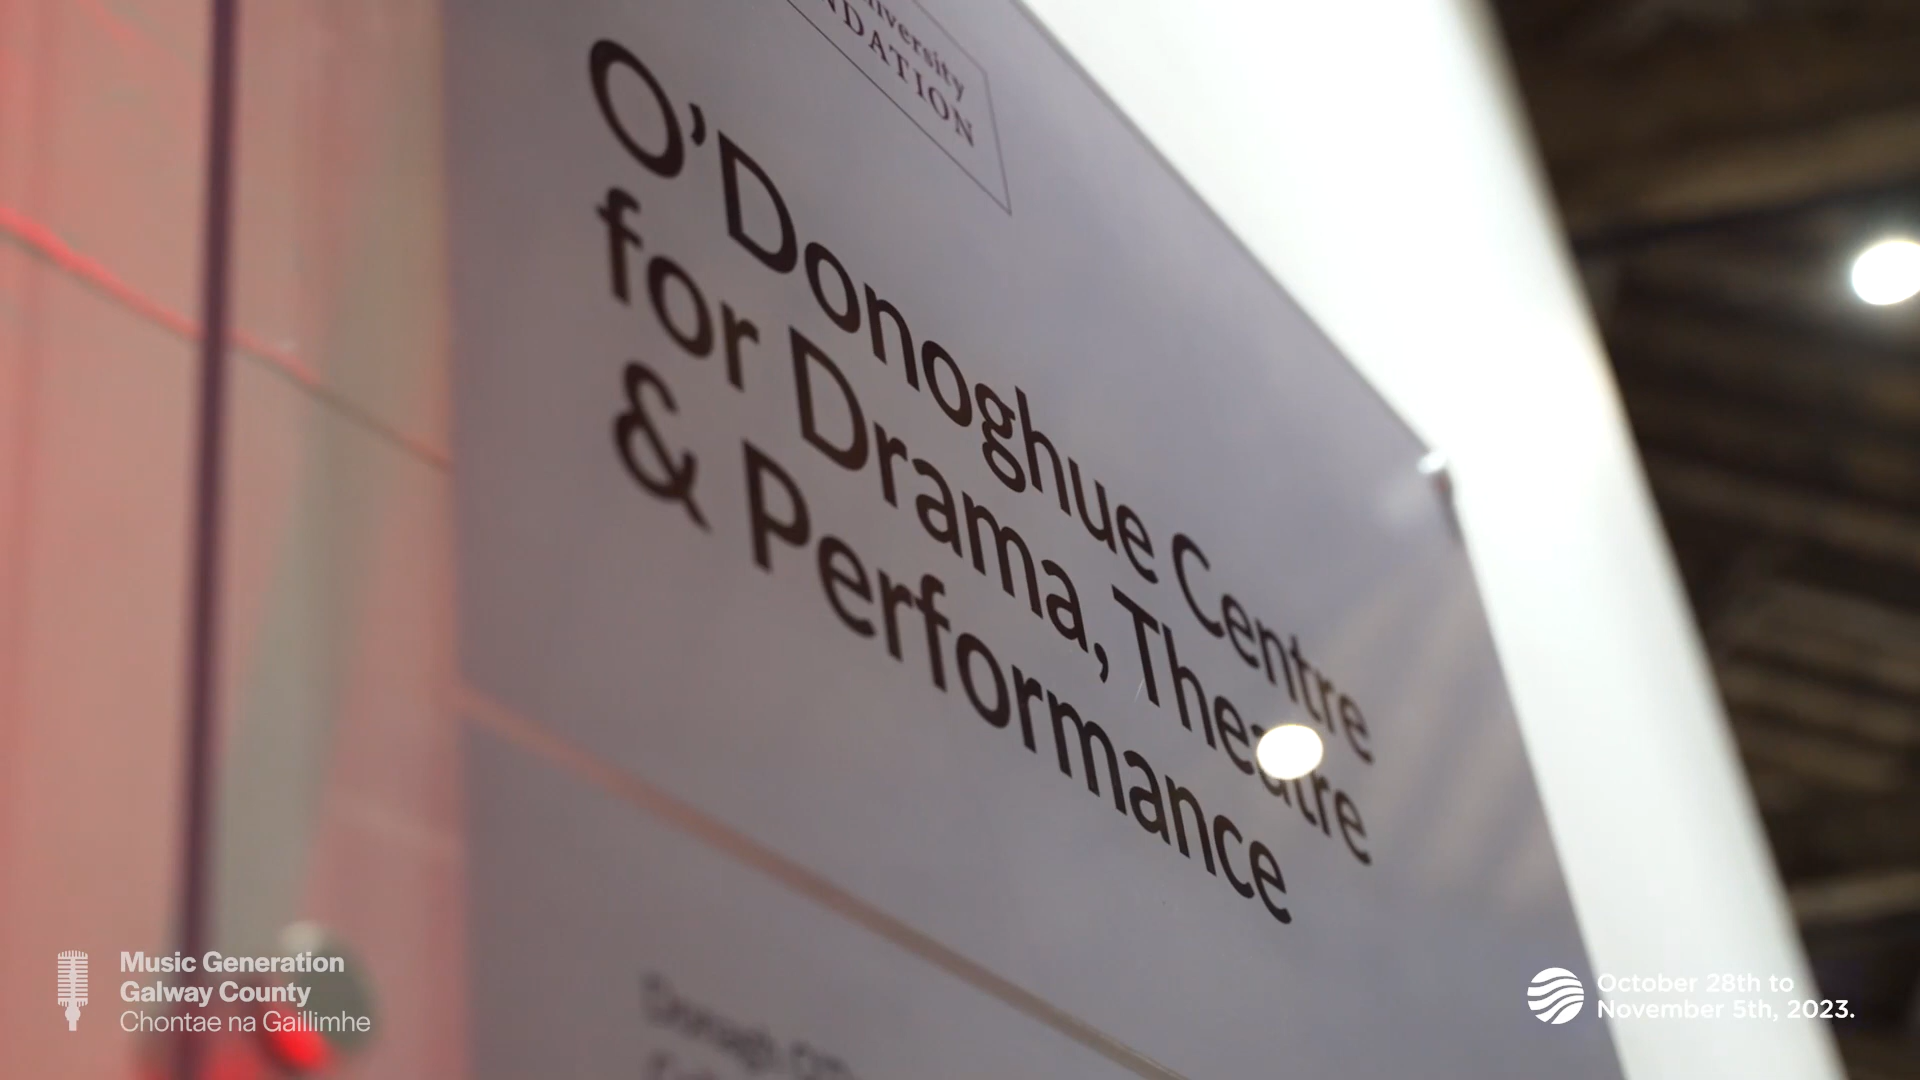 NDATION
O'Donoghue Centre
for Drama, Theatre
& Performance
Music Generation
Galway County
Chontae na Gaillimhe
October 28th to
November 5th, 2023.